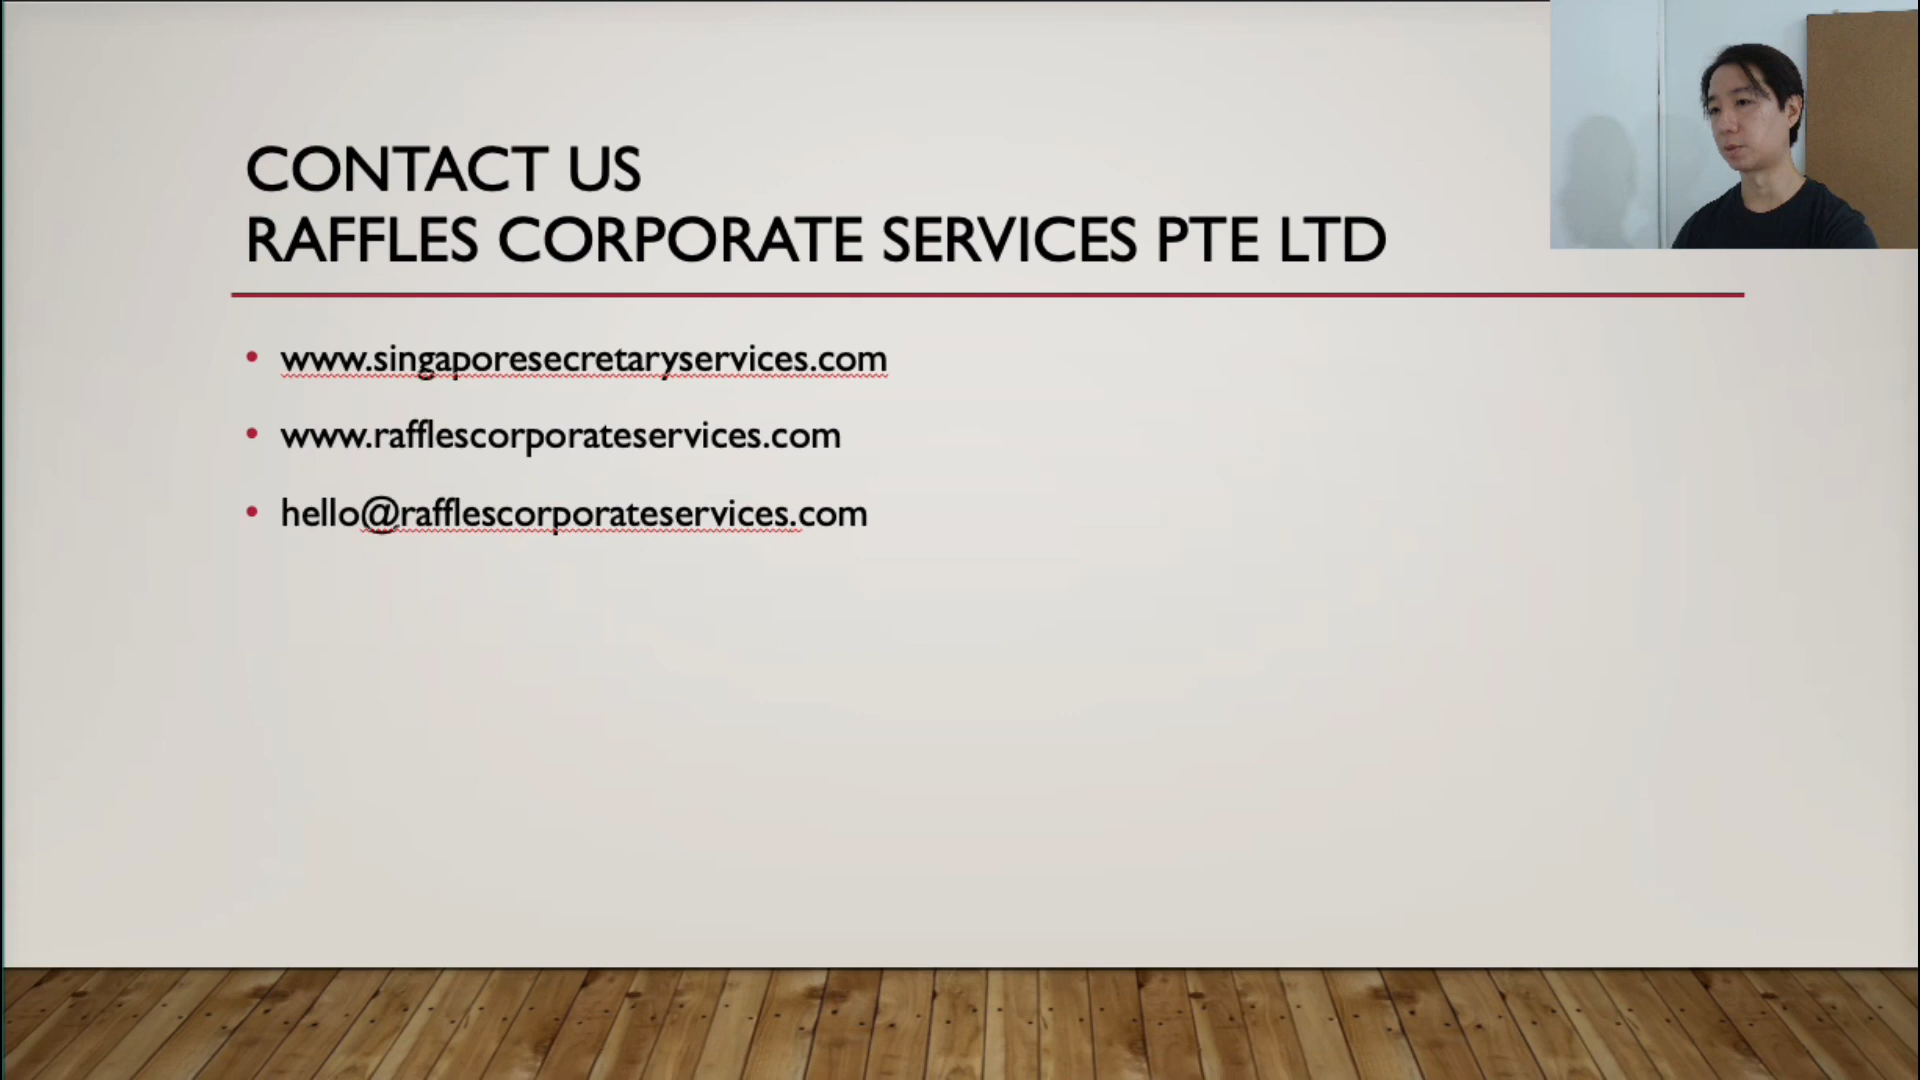 CONTACT US
RAFFLES CORPORATE SERVICES PTE LTD
• www.singaporesecretaryservices.com
• www.rafflescorporateservices.com
• hello@rafflescorporateservices.com